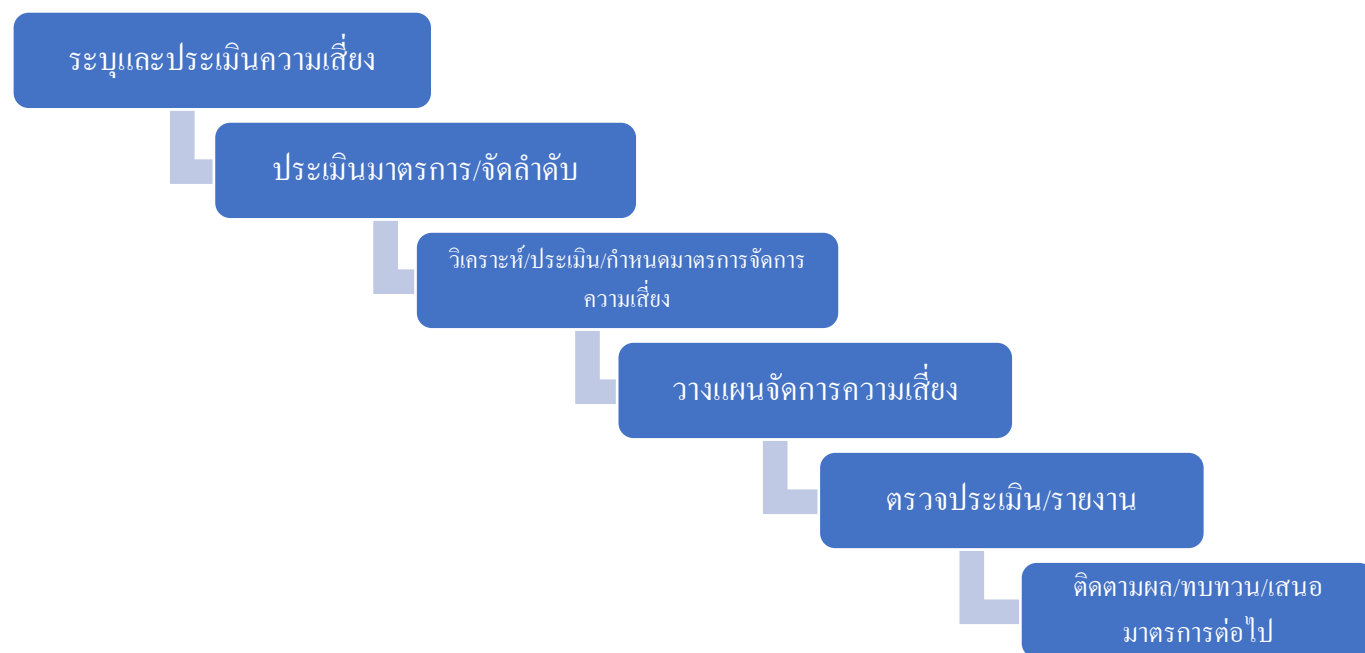 ระบุและประเมินความเสี่ยง
ประเมินมาตรการ/จัดลำดับ
วิเคราะห์/ประเมิน/กำหนดมาตรการจัดการ
ความเสี่ยง
วางแผนจัดการความเสี่ยง
ตรวจประเมิน/รายงาน
ติดตามผล/ทบทวน/เสนอ
มาตรการต่อไป